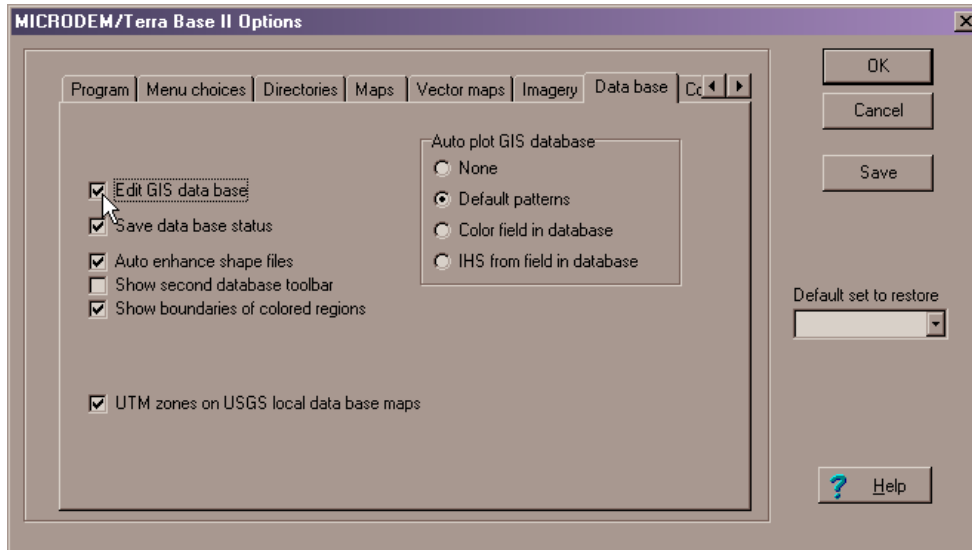 MICRODEM/Terra Base II Options
Program
Menu choices
Directories
Maps
Vector maps
Imagery
Data base
Edit GIS data base
Save data base status
Auto enhance shape files
Show second database toolbar
Show boundaries of colored regions
UTM zones on USGS local data base maps
Auto plot GIS database
None
Default patterns
Color field in database
IHS from field in database
OK
Cancel
Save
Default set to restore
? Help